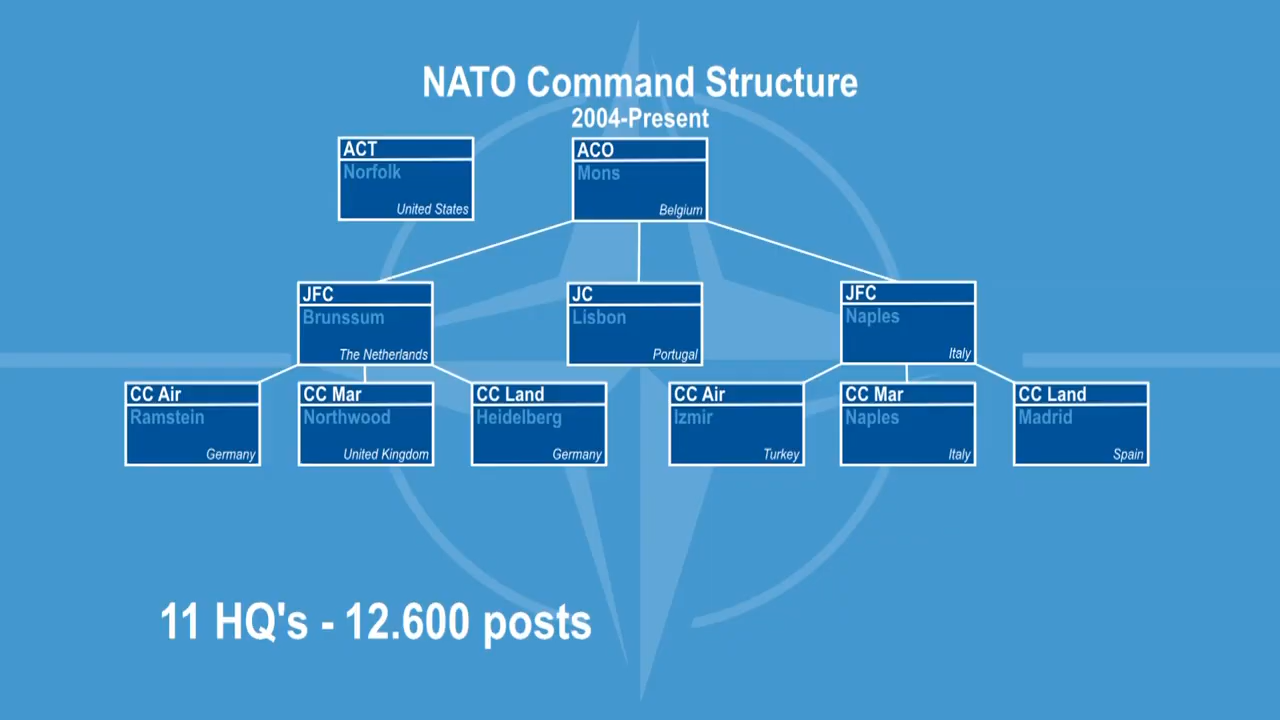 NATO Command Structure
2004-Present
ACT
Norfolk
United States
ACO
Mons
Belgium
JFC
Brunssum
The Netherlands
JC
Lisbon
Portugal
JFC
Naples
Italy
CC Air
Ramstein
Germany
CC Mar
Northwood
United Kingdom
CC Land
Heidelberg
Germany
CC Air
Izmir
Turkey
CC Mar
Naples
Italy
CC Land
Madrid
Spain
11 HQ's - 12.600 posts